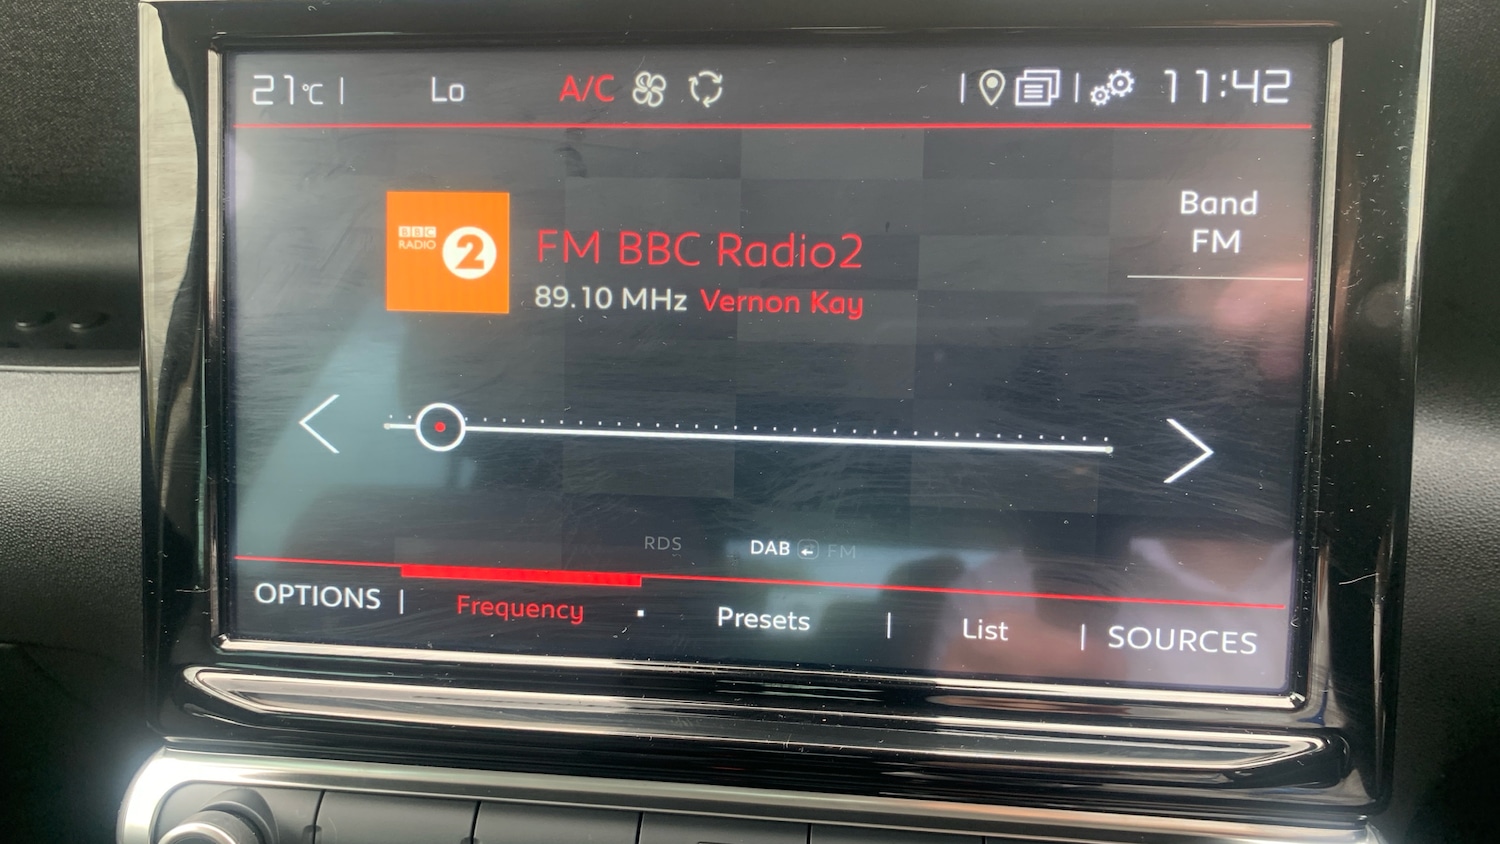 21°C | Lo A/C | | 11:42
Band
FM
BBC
RADIO 2
FM BBC Radio2
89.10 MHz Vernon Kay
RDS DAB FM
OPTIONS | Frequency · Presets | List | SOURCES